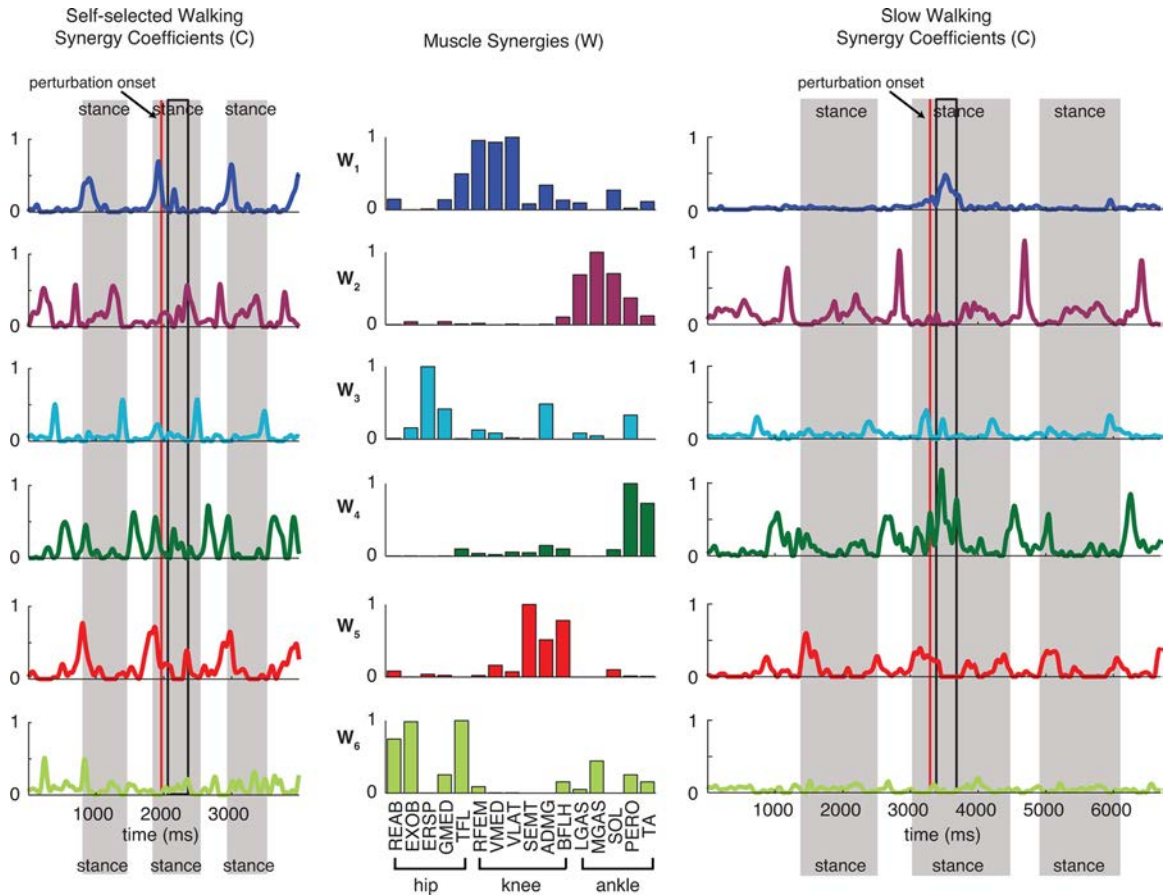 Self-selected Walking
Synergy Coefficients (C)
Muscle Synergies (W)
Slow Walking
Synergy Coefficients (C)
perturbation onset
stance stance stance
perturbation onset
stance stance stance
1
0
W1
1
0
1
0
1
0
W2
1
0
1
0
1
0
W3
1
0
1
0
1
0
W4
1
0
1
0
1
0
W5
1
0
1
0
1
0
W6
1
0
1
0
1000 2000 3000
time (ms)
stance stance stance
REAB
EXOB
ERSP
GMED
TFL
RFEM
VMED
VLAT
SEMT
ADMG
BFLH
LGAS
MGAS
SOL
PERO
TA
hip knee ankle
1000 2000 3000 4000 5000 6000
time (ms)
stance stance stance